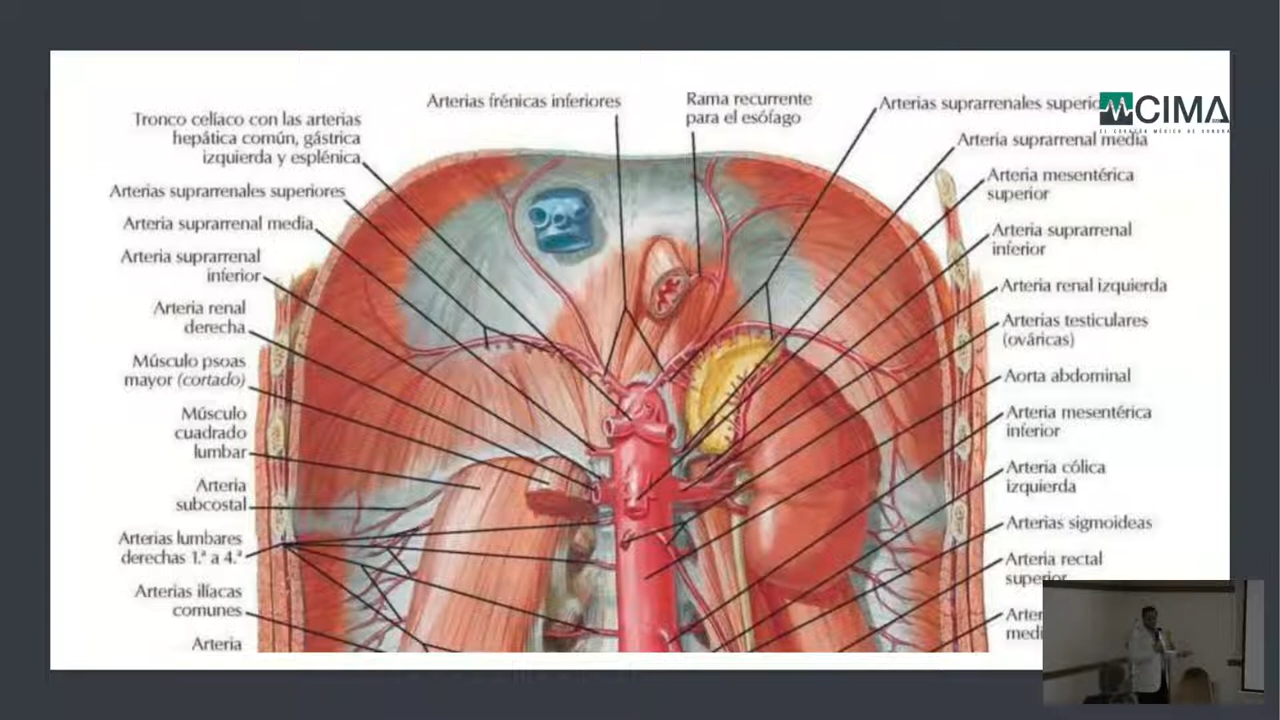 Arterias frénicas inferiores
Rama recurrente
para el esófago
Arterias suprarrenales
CIMA
Tronco celíaco con las arterias
hepática común, gástrica
izquierda y esplénica
Arteria suprarrenal media
Arterias suprarrenales superiores
Arteria mesentérica
superior
Arteria suprarrenal media
Arteria suprarrenal
inferior
Arteria suprarrenal
inferior
Arteria renal izquierda
Arteria renal
derecha
Arterias testiculares
(ováricas)
Músculo psoas
mayor (cortado)
Aorta abdominal
Músculo
cuadrado
lumbar
Arteria mesentérica
inferior
Arteria
subcostal
Arteria cólica
izquierda
Arterias lumbares
derechas 1.ª a 4.ª
Arterias sigmoideas
Arterias ilíacas
comunes
Arteria rectal
superior
Arteria